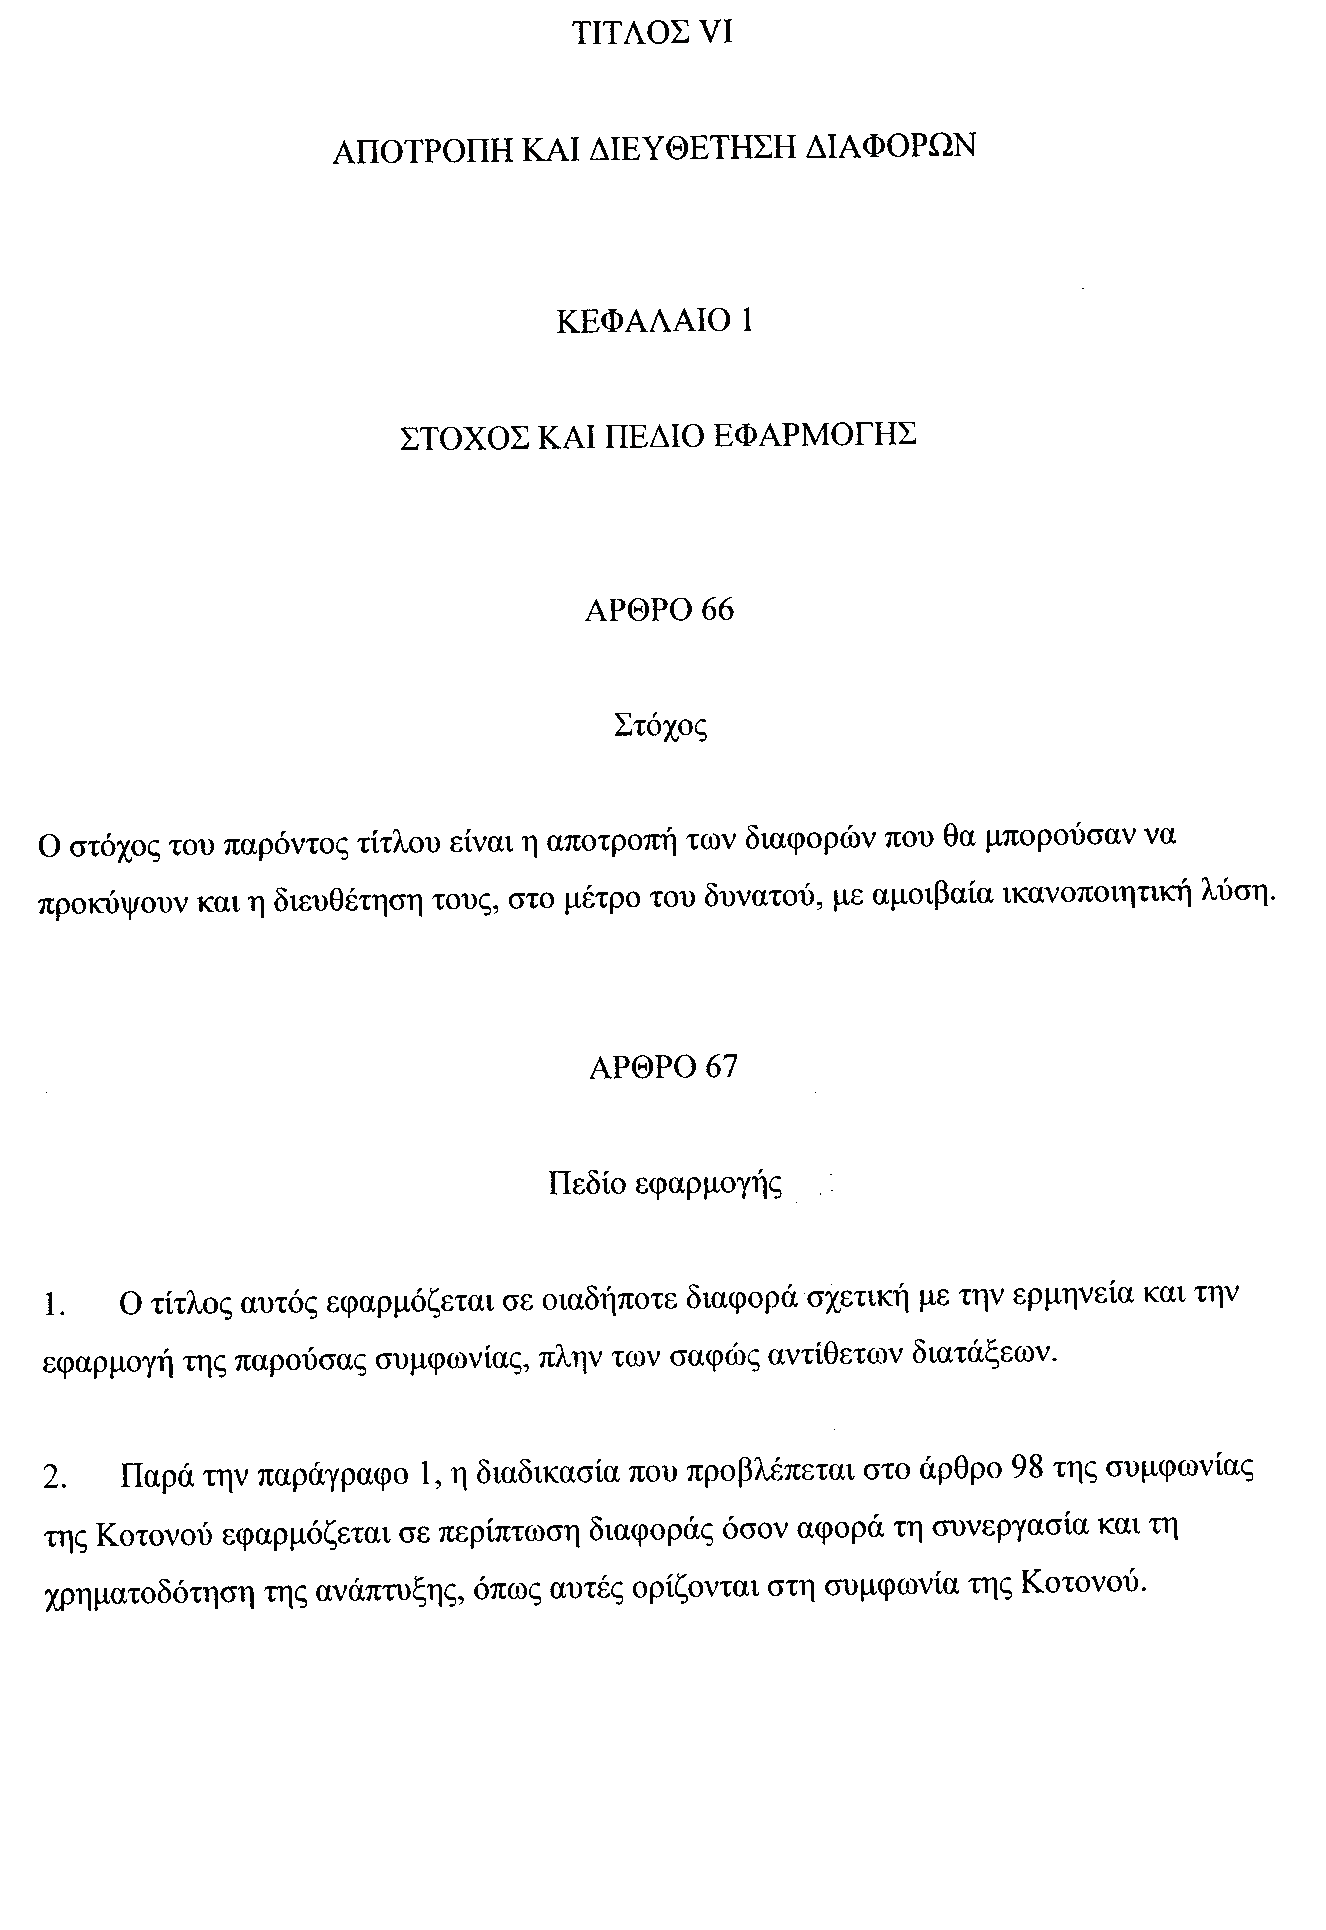 ΤΙΤΛΟΣ VI
ΑΠΟΤΡΟΠΗ ΚΑΙ ΔΙΕΥΘΕΤΗΣΗ ΔΙΑΦΟΡΩΝ
ΚΕΦΑΛΑΙΟ 1
ΣΤΟΧΟΣ ΚΑΙ ΠΕΔΙΟ ΕΦΑΡΜΟΓΗΣ
ΑΡΘΡΟ 66
Στόχος
Ο στόχος του παρόντος τίτλου είναι η αποτροπή των διαφορών που θα μπορούσαν να
προκύψουν και η διευθέτηση τους, στο μέτρο του δυνατού, με αμοιβαία ικανοποιητική λύση.
ΑΡΘΡΟ 67
Πεδίο εφαρμογής
1. Ο τίτλος αυτός εφαρμόζεται σε οιαδήποτε διαφορά σχετική με την ερμηνεία και την
εφαρμογή της παρούσας συμφωνίας, πλην των σαφώς αντίθετων διατάξεων.
2. Παρά την παράγραφο 1, η διαδικασία που προβλέπεται στο άρθρο 98 της συμφωνίας
της Κοτονού εφαρμόζεται σε περίπτωση διαφοράς όσον αφορά τη συνεργασία και τη
χρηματοδότηση της ανάπτυξης, όπως αυτές ορίζονται στη συμφωνία της Κοτονού.